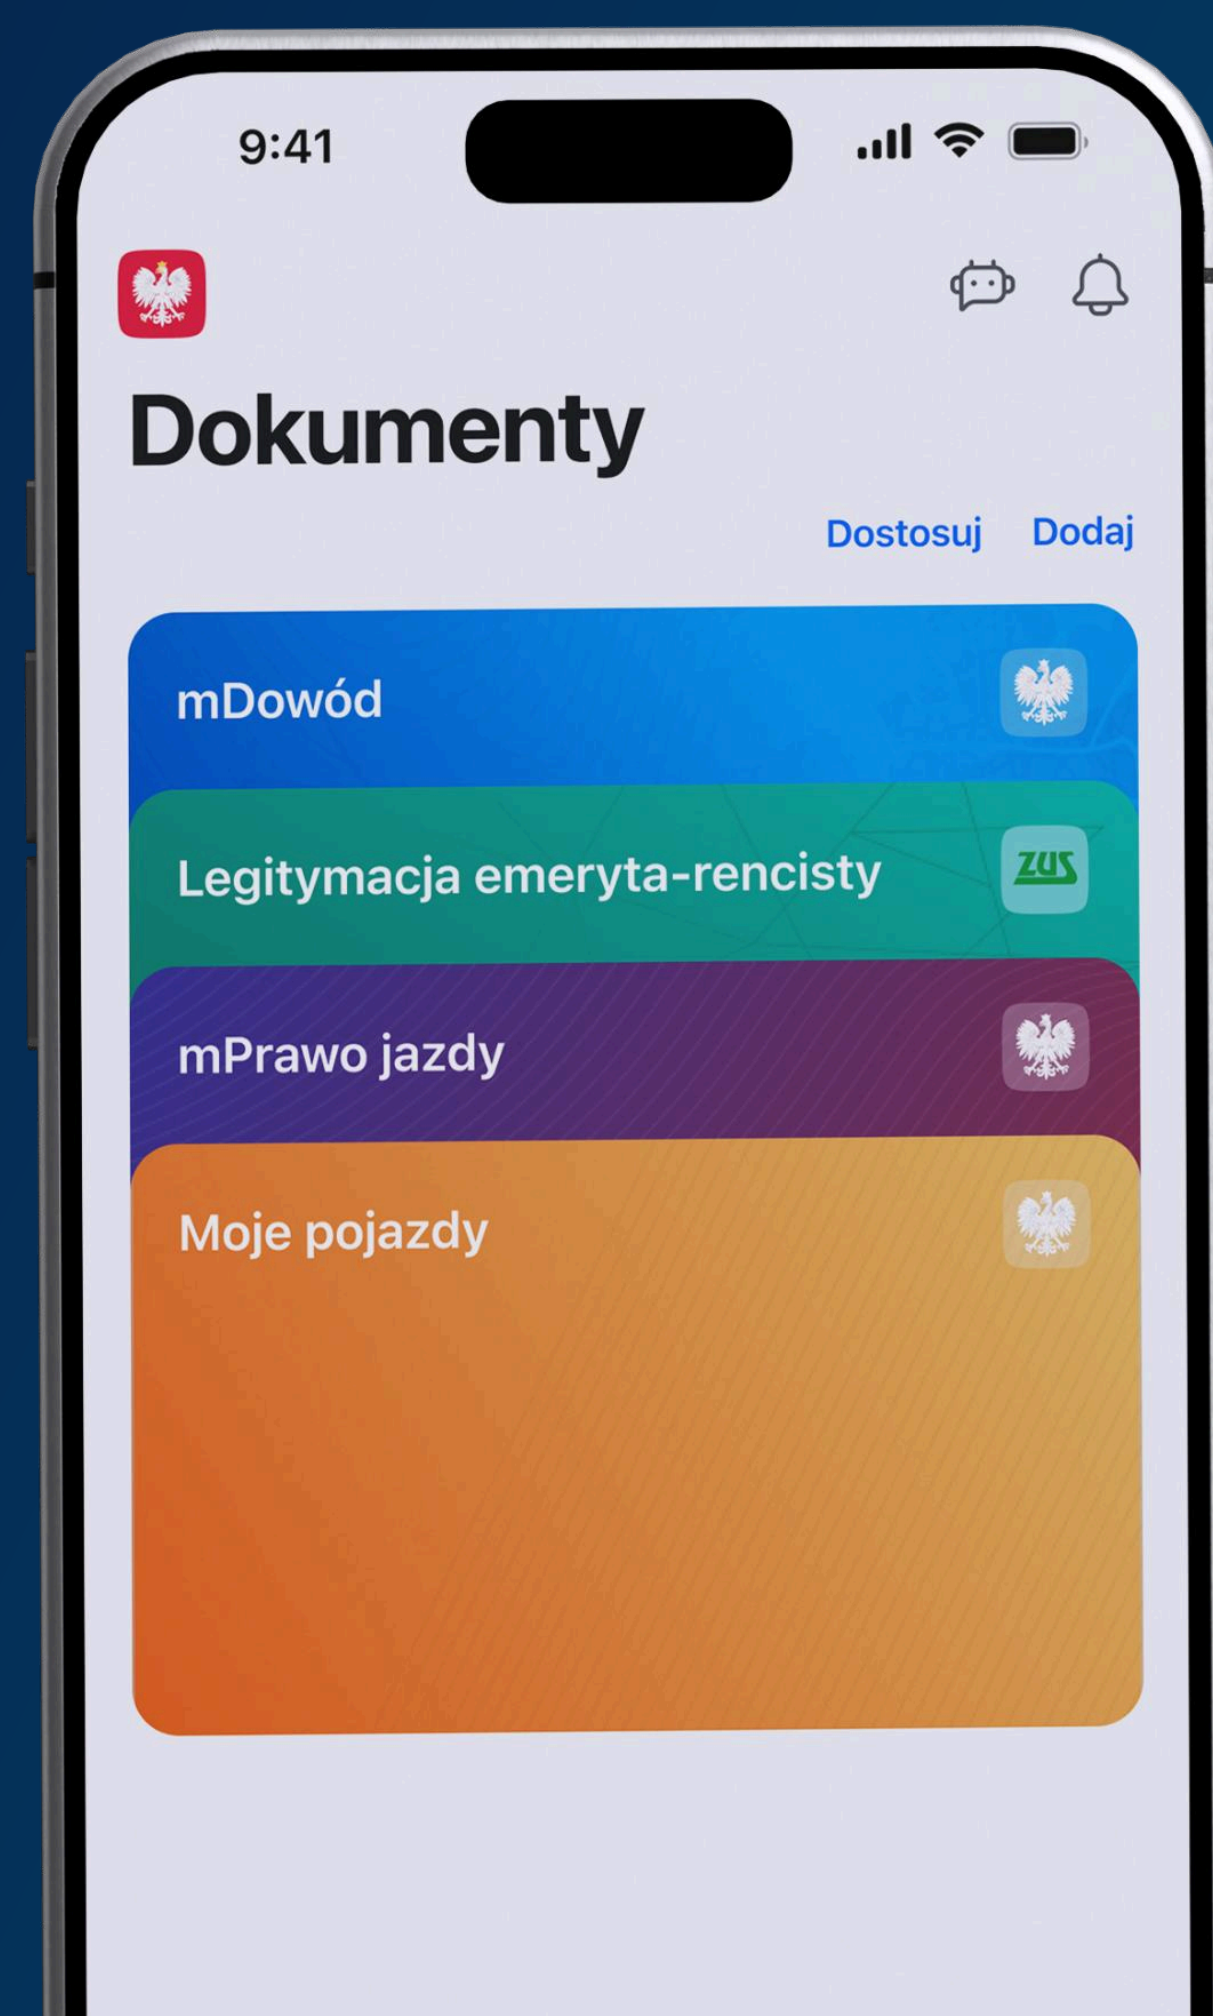 9:41
Dokumenty
Dostosuj Dodaj
mDowód
Legitymacja emeryta-rencisty
ZUS
mPrawo jazdy
Moje pojazdy